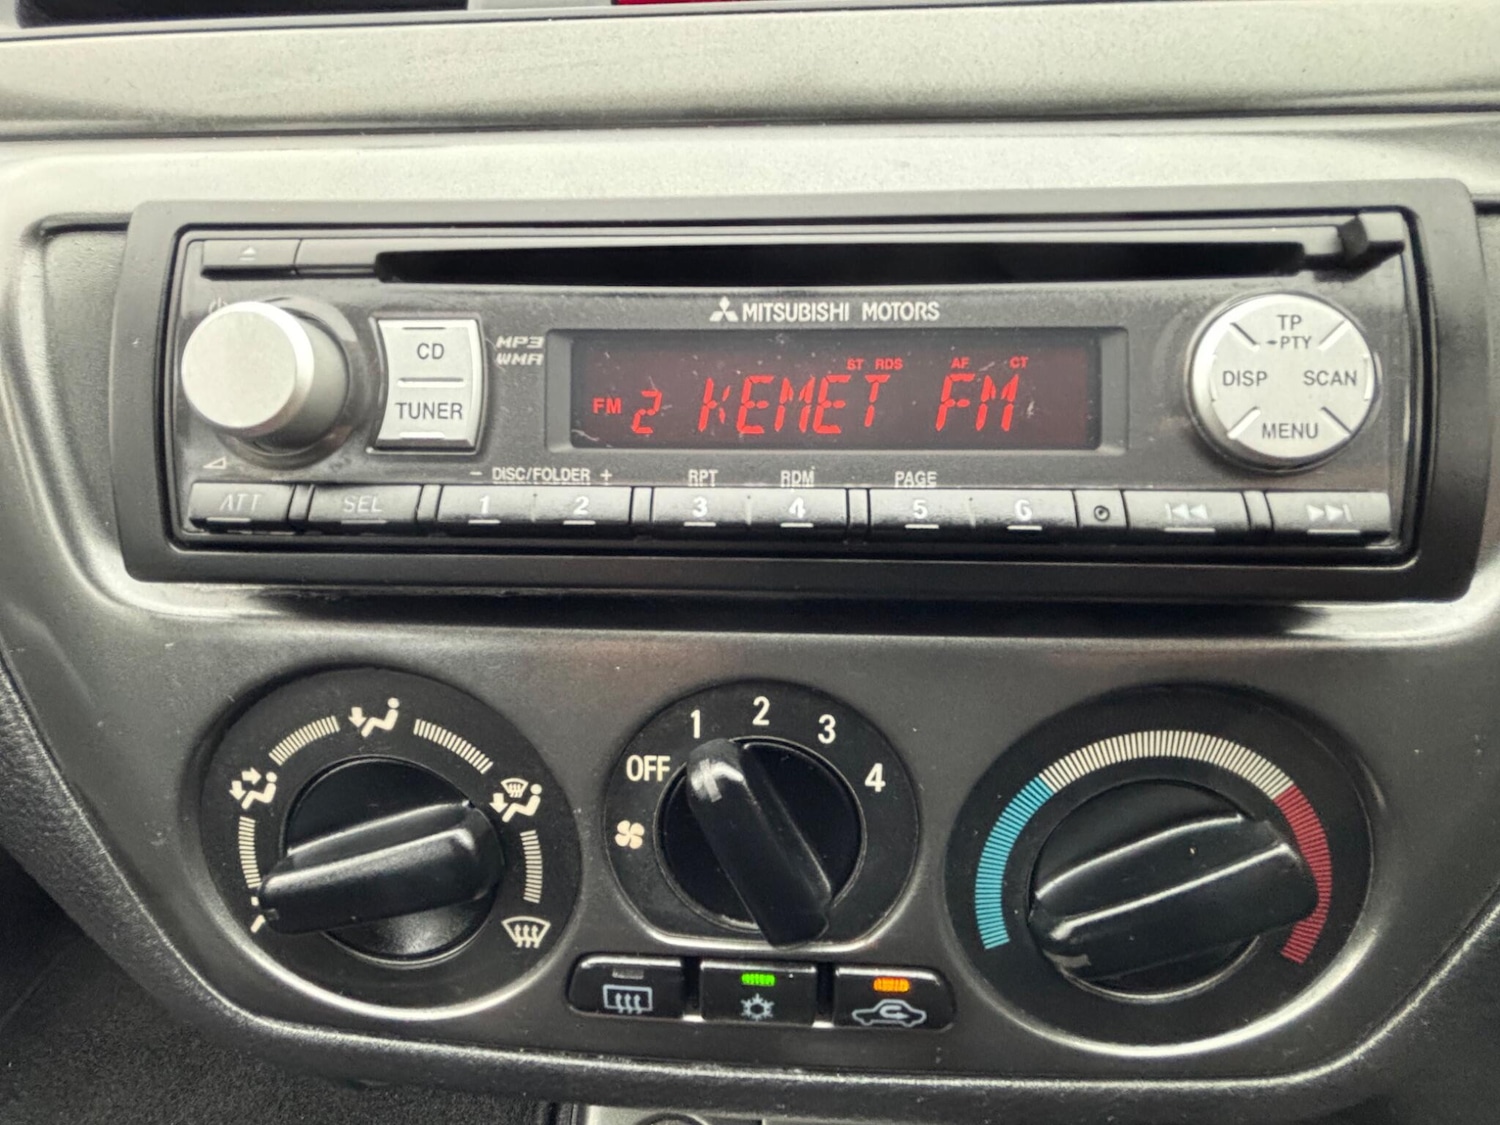 MITSUBISHI MOTORS
CD
TUNER
MP3
WMA
ST RDS AF CT
FM 2 KEMET FM
TP
PTY
DISP SCAN
MENU
- DISC/FOLDER + RPT RDM PAGE
ATT SEL 1 2 3 4 5 6
OFF 1 2 3 4